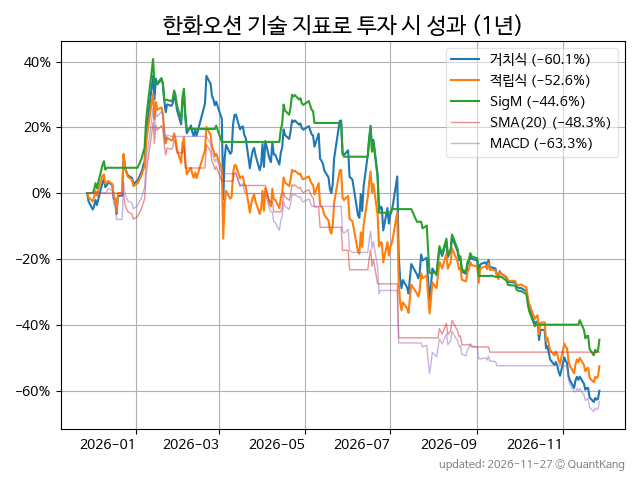 한화오션 기술 지표로 투자 시 성과 (1년)
거치식 (−60.1%)
적립식 (−52.6%)
SigM (−44.6%)
SMA(20) (−48.3%)
MACD (−63.3%)
40%
20%
0%
−20%
−40%
−60%
2026-01 2026-03 2026-05 2026-07 2026-09 2026-11
updated: 2026-11-27 © QuantKang